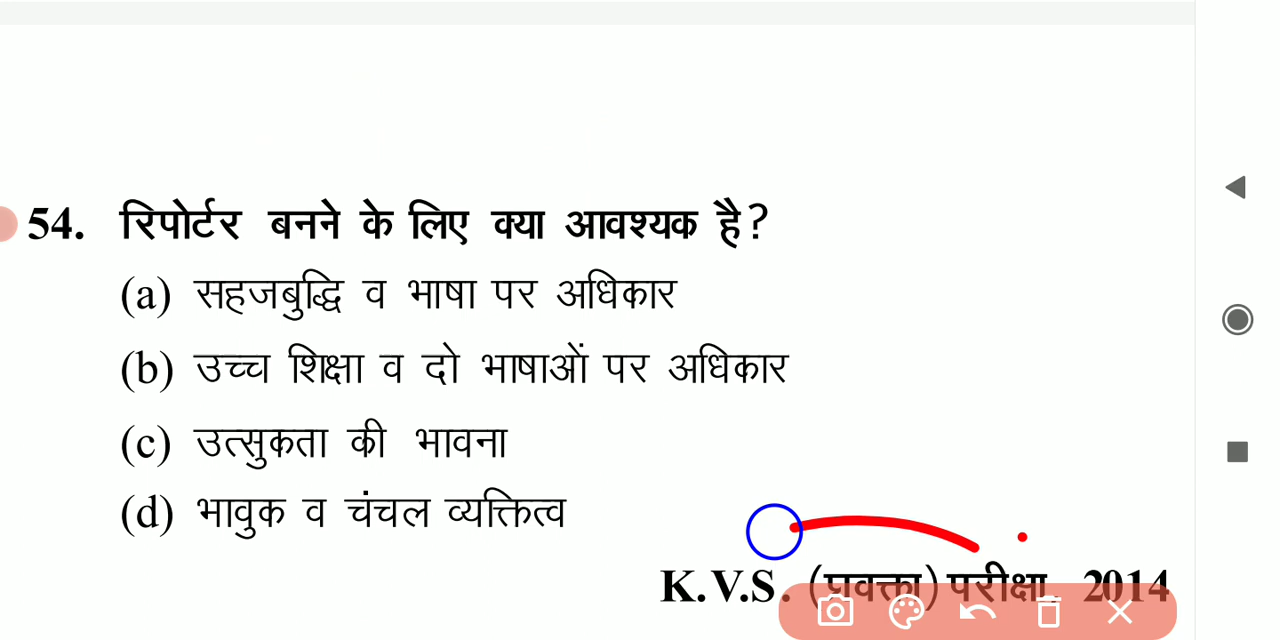 54. रिपोर्टर बनने के लिए क्या आवश्यक है?
(a) सहजबुद्धि व भाषा पर अधिकार
(b) उच्च शिक्षा व दो भाषाओं पर अधिकार
(c) उत्सुकता की भावना
(d) भावुक व चंचल व्यक्तित्व
K.V.S. (प्रवक्ता) परीक्षा, 2014